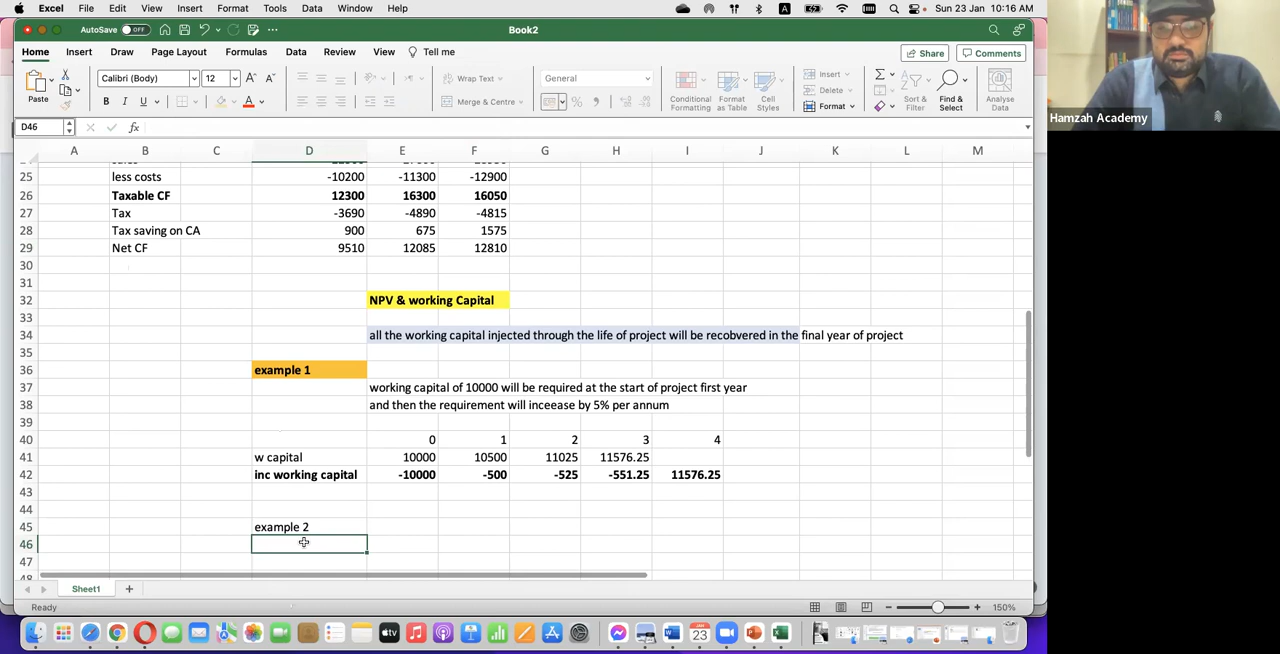 Excel File Edit View Insert Format Tools Data Window Help A Sun 23 Jan 10:16 AM
AutoSave OFF Book2
Home Insert Draw Page Layout Formulas Data Review View Tell me Share Comments
Paste Calibri (Body) 12 A A Wrap Text General Conditional Formatting Format as Table Cell Styles Insert Sort & Filter Find & Select Analyse Data
B I U A Merge & Centre % Delete
Format
D46 fx
A B C D E F G H I J K L M
25 less costs -10200 -11300 -12900
26 Taxable CF 12300 16300 16050
27 Tax -3690 -4890 -4815
28 Tax saving on CA 900 675 1575
29 Net CF 9510 12085 12810
30
31
32 NPV & working Capital
33
34 all the working capital injected through the life of project will be recobvered in the final year of project
35
36 example 1
37 working capital of 10000 will be required at the start of project first year
38 and then the requirement will inceease by 5% per annum
39
40 0 1 2 3 4
41 w capital 10000 10500 11025 11576.25
42 inc working capital -10000 -500 -525 -551.25 11576.25
43
44
45 example 2
46
47
48
Sheet1 +
Ready 150%
Hamzah Academy